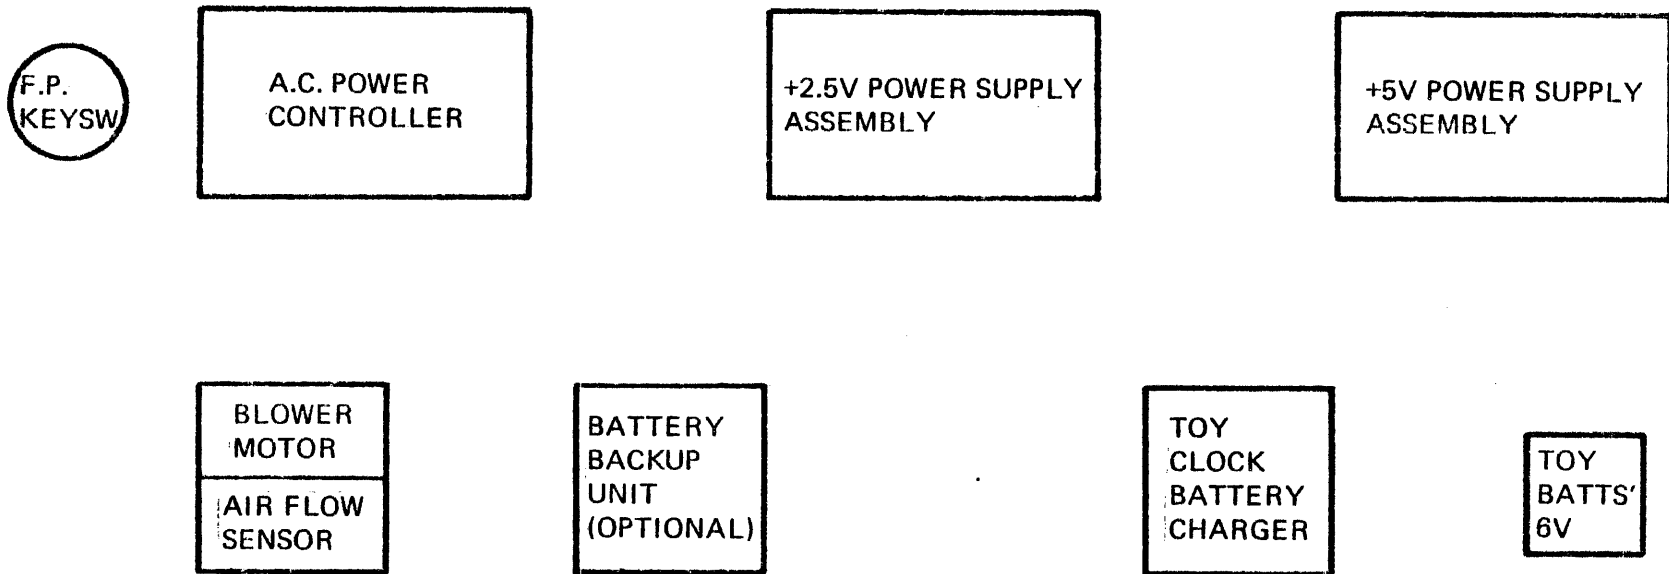 F.P.
KEYSW
A.C. POWER
CONTROLLER
+2.5V POWER SUPPLY
ASSEMBLY
+5V POWER SUPPLY
ASSEMBLY
BLOWER
MOTOR
AIR FLOW
SENSOR
BATTERY
BACKUP
UNIT
(OPTIONAL)
TOY
CLOCK
BATTERY
CHARGER
TOY
BATTS'
6V